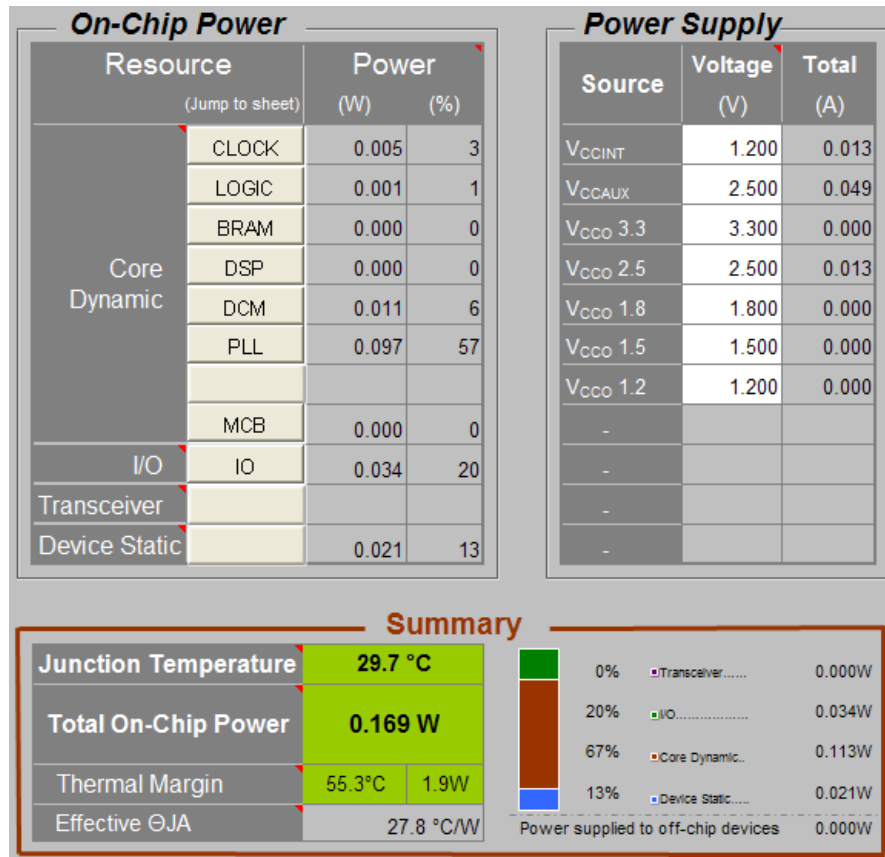 On-Chip Power
Resource Power
(Jump to sheet) (W) (%)
Core Dynamic
CLOCK 0.005 3
LOGIC 0.001 1
BRAM 0.000 0
DSP 0.000 0
DCM 0.011 6
PLL 0.097 57
MCB 0.000 0
I/O IO 0.034 20
Transceiver
Device Static 0.021 13
Power Supply
Source Voltage Total
(V) (A)
VCCINT 1.200 0.013
VCCAUX 2.500 0.049
VCCO 3.3 3.300 0.000
VCCO 2.5 2.500 0.013
VCCO 1.8 1.800 0.000
VCCO 1.5 1.500 0.000
VCCO 1.2 1.200 0.000
-
-
-
-
Summary
Junction Temperature 29.7 °C
Total On-Chip Power 0.169 W
Thermal Margin 55.3°C 1.9W
Effective ΘJA 27.8 °C/W
0% Transceiver...... 0.000W
20% I/O.................. 0.034W
67% Core Dynamic.. 0.113W
13% Device Static..... 0.021W
Power supplied to off-chip devices 0.000W